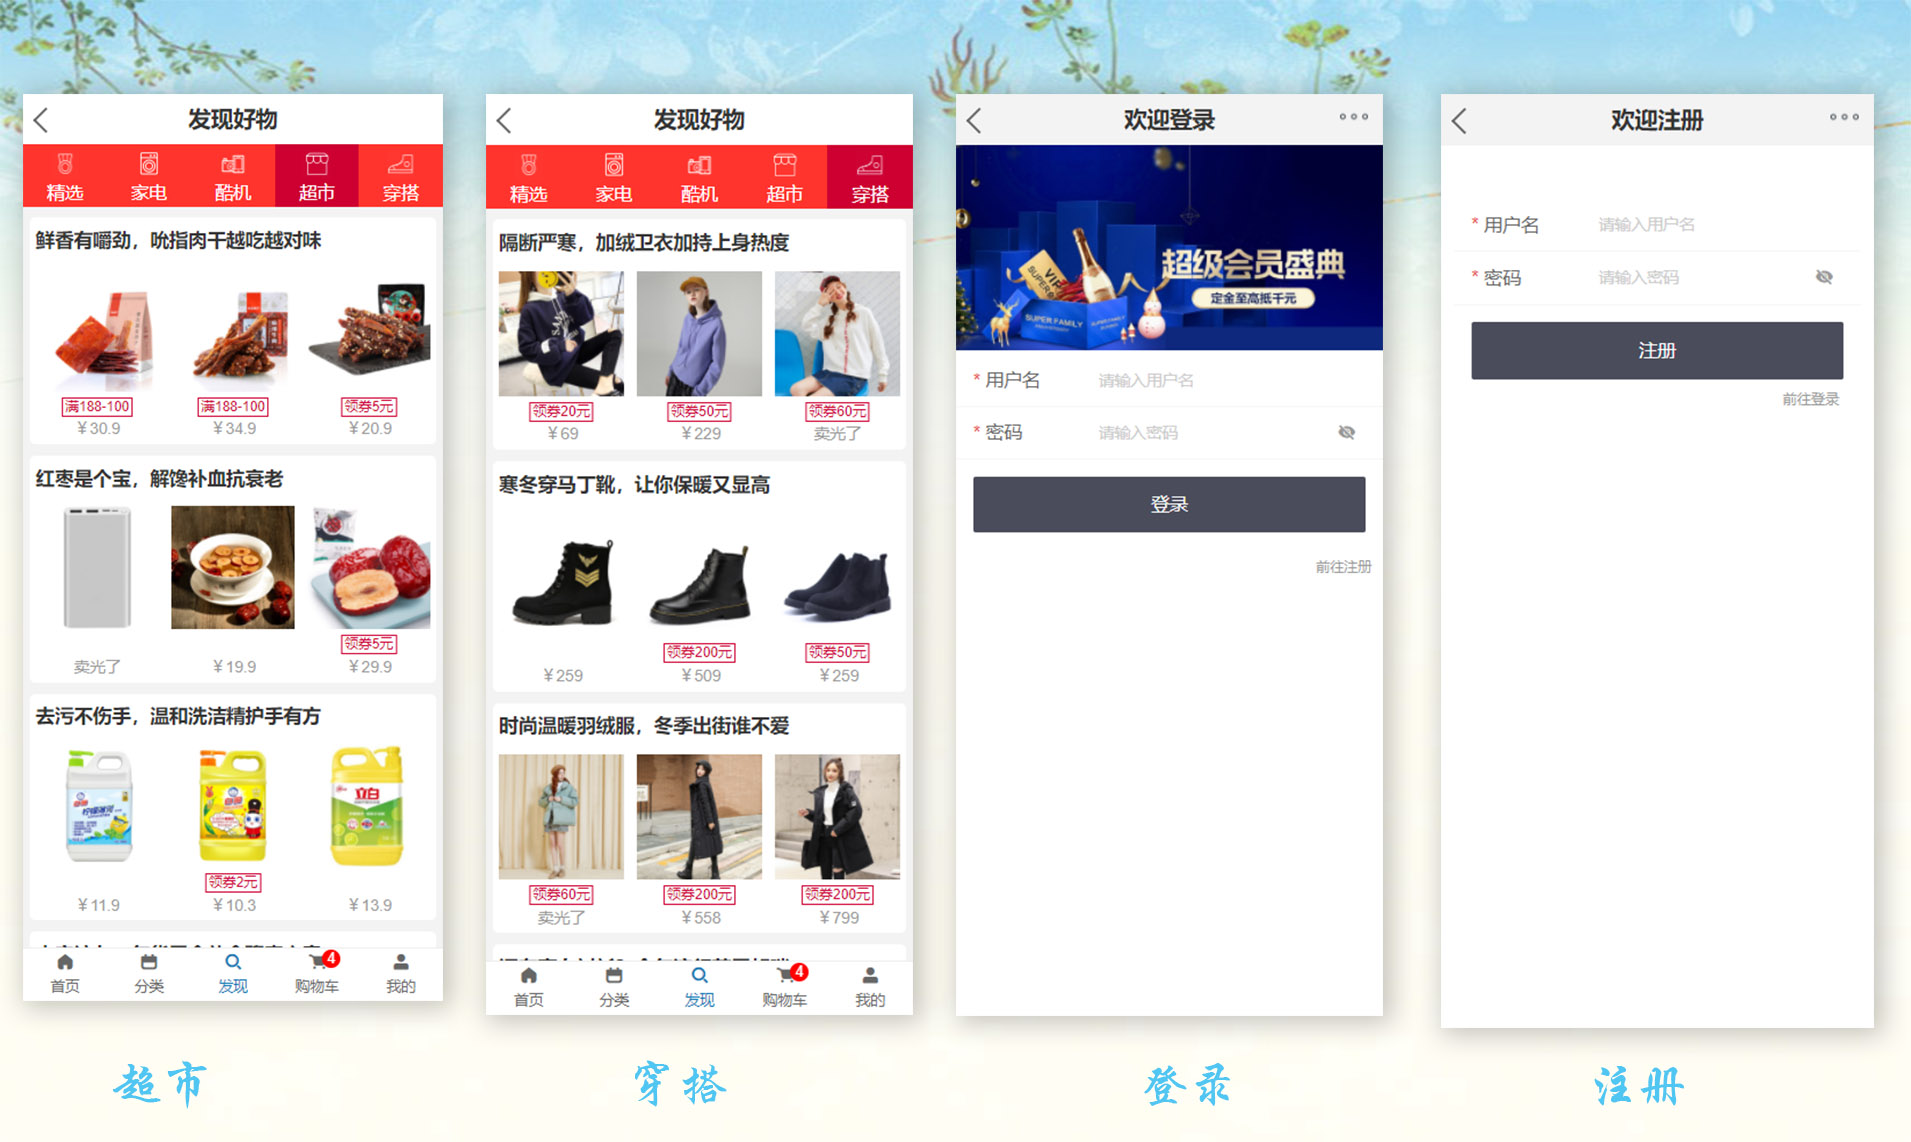 发现好物
精选 家电 酷机 超市 穿搭
鲜香有嚼劲，吮指肉干越吃越对味
满188-100 满188-100 领券5元
￥30.9 ￥34.9 ￥20.9
红枣是个宝，解馋补血抗衰老
领券5元
卖光了 ￥19.9 ￥29.9
去污不伤手，温和洗洁精护手有方
立白
领券2元
￥11.9 ￥10.3 ￥13.9
首页 分类 发现 购物车 4 我的
超市
发现好物
精选 家电 酷机 超市 穿搭
隔断严寒，加绒卫衣加持上身热度
领券20元 领券50元 领券60元
￥69 ￥229 卖光了
寒冬穿马丁靴，让你保暖又显高
领券200元 领券50元
￥259 ￥509 ￥259
时尚温暖羽绒服，冬季出街谁不爱
领券60元 领券200元 领券200元
卖光了 ￥558 ￥799
首页 分类 发现 购物车 4 我的
穿搭
欢迎登录
超级会员盛典
定金至高抵千元
VIP
SUPER FAMILY
* 用户名 请输入用户名
* 密码 请输入密码
登录
前往注册
登录
欢迎注册
* 用户名 请输入用户名
* 密码 请输入密码
注册
前往登录
注册